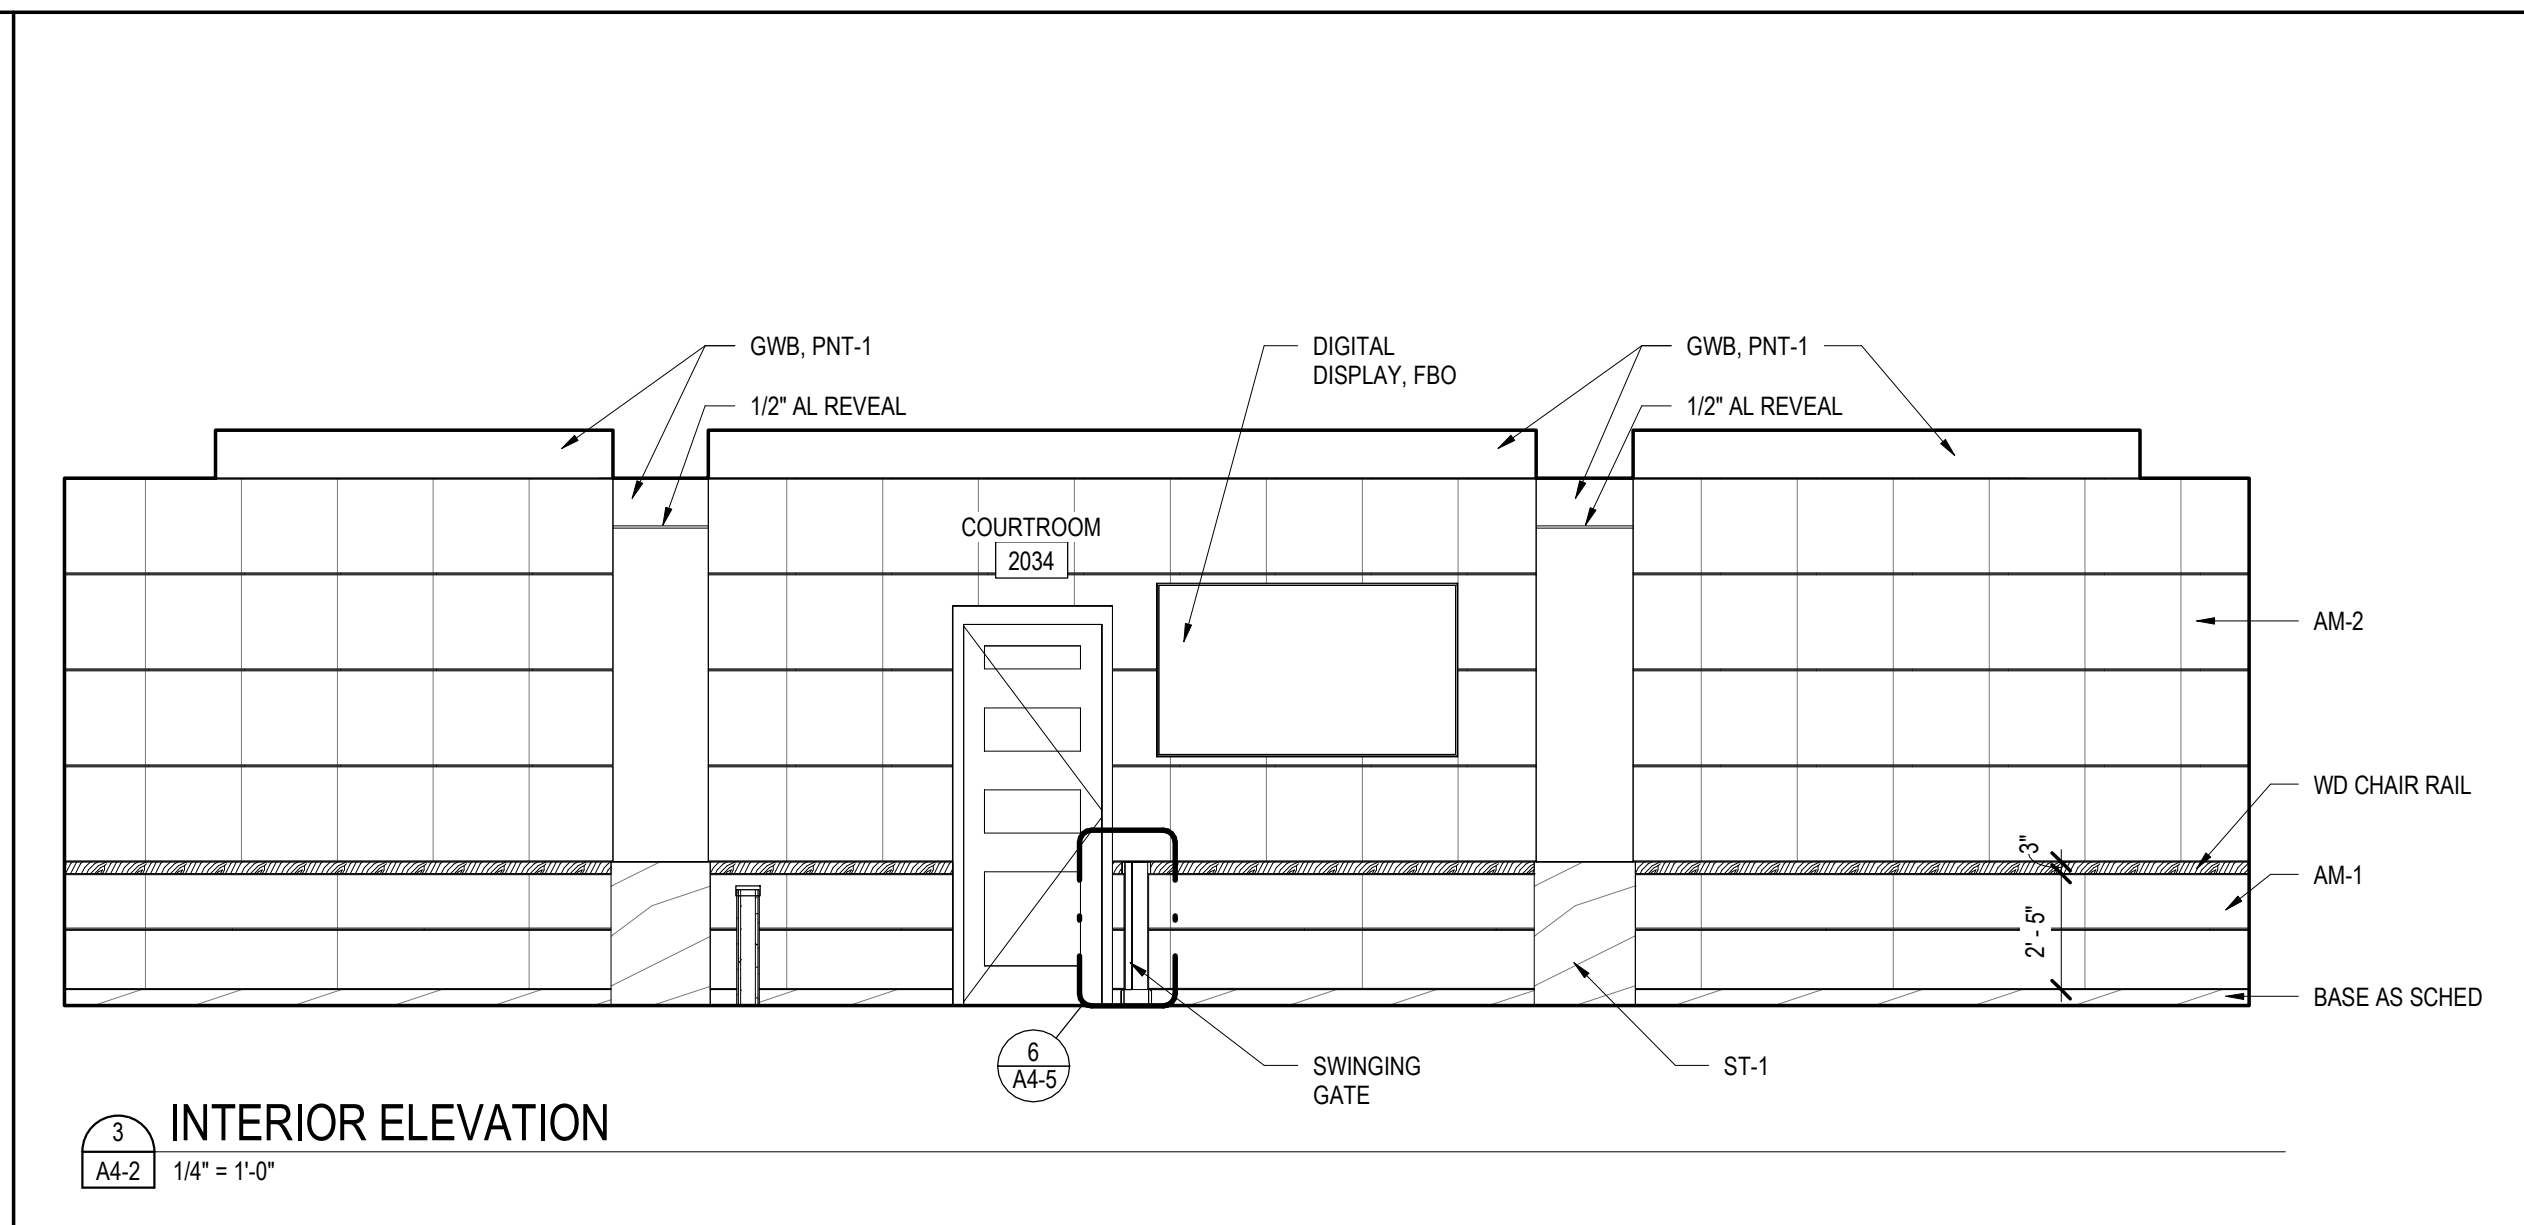 GWB, PNT-1
DIGITAL
DISPLAY, FBO
GWB, PNT-1
1/2" AL REVEAL
1/2" AL REVEAL
COURTROOM
2034
AM-2
WD CHAIR RAIL
3"
AM-1
2' - 5"
BASE AS SCHED
6
A4-5
SWINGING
GATE
ST-1
3
INTERIOR ELEVATION
A4-2
1/4" = 1'-0"